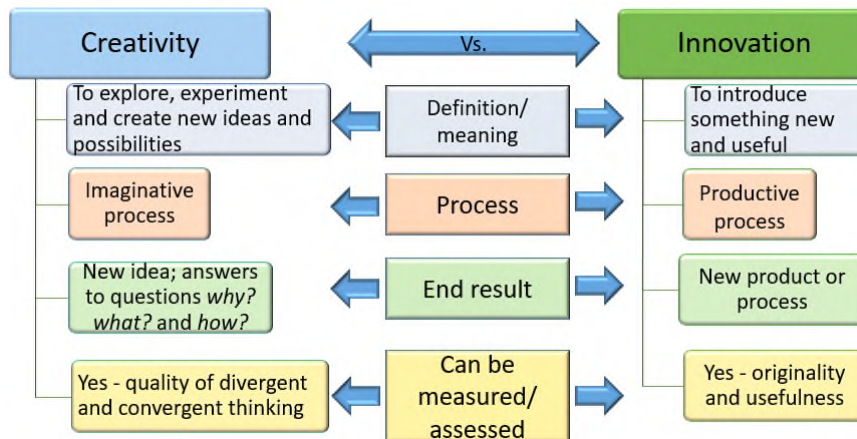 Creativity
Vs.
Innovation
To explore, experiment
and create new ideas and
possibilities
Definition/
meaning
To introduce
something new
and useful
Imaginative
process
Process
Productive
process
New idea; answers
to questions why?
what? and how?
End result
New product or
process
Yes - quality of divergent
and convergent thinking
Can be
measured/
assessed
Yes - originality
and usefulness